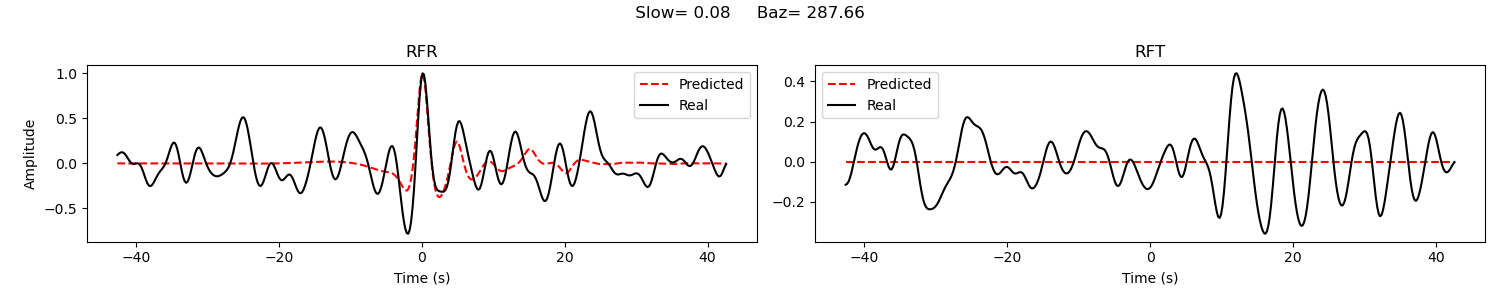 Slow= 0.08 Baz= 287.66
RFR
Amplitude
1.0
0.5
0.0
−0.5
Predicted
Real
−40 −20 0 20 40
Time (s)
RFT
0.4
0.2
0.0
−0.2
Predicted
Real
−40 −20 0 20 40
Time (s)